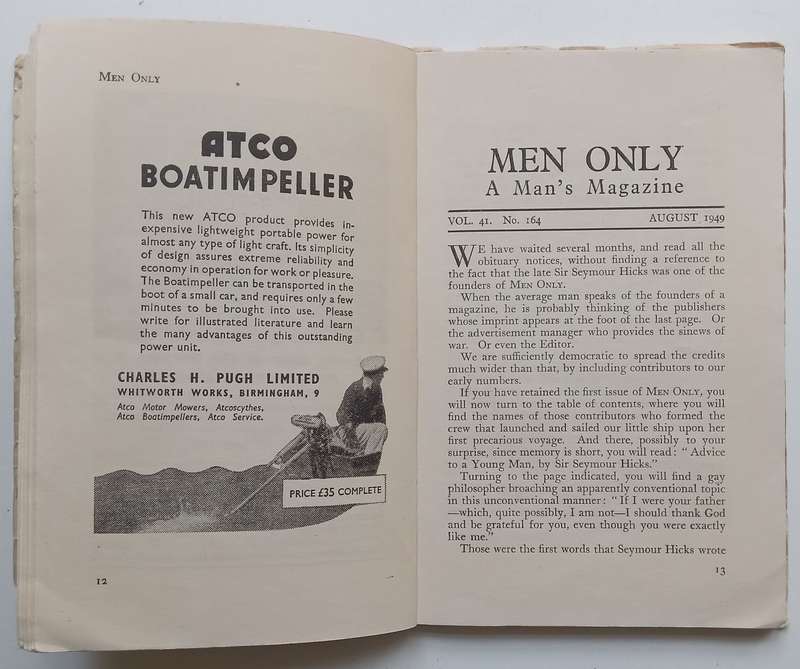 MEN ONLY
ATCO
BOATIMPELLER
This new ATCO product provides in-
expensive lightweight portable power for
almost any type of light craft. Its simplicity
of design assures extreme reliability and
economy in operation for work or pleasure.
The Boatimpeller can be transported in the
boot of a small car, and requires only a few
minutes to be brought into use. Please
write for illustrated literature and learn
the many advantages of this outstanding
power unit.
CHARLES H. PUGH LIMITED
WHITWORTH WORKS, BIRMINGHAM, 9
Atco Motor Mowers, Atcoscythes,
Atco Boatimpellers, Atco Service.
PRICE £35 COMPLETE
12
MEN ONLY
A Man's Magazine
VOL. 41. No. 164 AUGUST 1949
WE have waited several months, and read all the
obituary notices, without finding a reference to
the fact that the late Sir Seymour Hicks was one of the
founders of MEN ONLY.
When the average man speaks of the founders of a
magazine, he is probably thinking of the publishers
whose imprint appears at the foot of the last page. Or
the advertisement manager who provides the sinews of
war. Or even the Editor.
We are sufficiently democratic to spread the credits
much wider than that, by including contributors to our
early numbers.
If you have retained the first issue of MEN ONLY, you
will now turn to the table of contents, where you will
find the names of those contributors who formed the
crew that launched and sailed our little ship upon her
first precarious voyage. And there, possibly to your
surprise, since memory is short, you will read: "Advice
to a Young Man, by Sir Seymour Hicks."
Turning to the page indicated, you will find a gay
philosopher broaching an apparently conventional topic
in this unconventional manner: "If I were your father
—which, quite possibly, I am not—I should thank God
and be grateful for you, even though you were exactly
like me."
Those were the first words that Seymour Hicks wrote
13